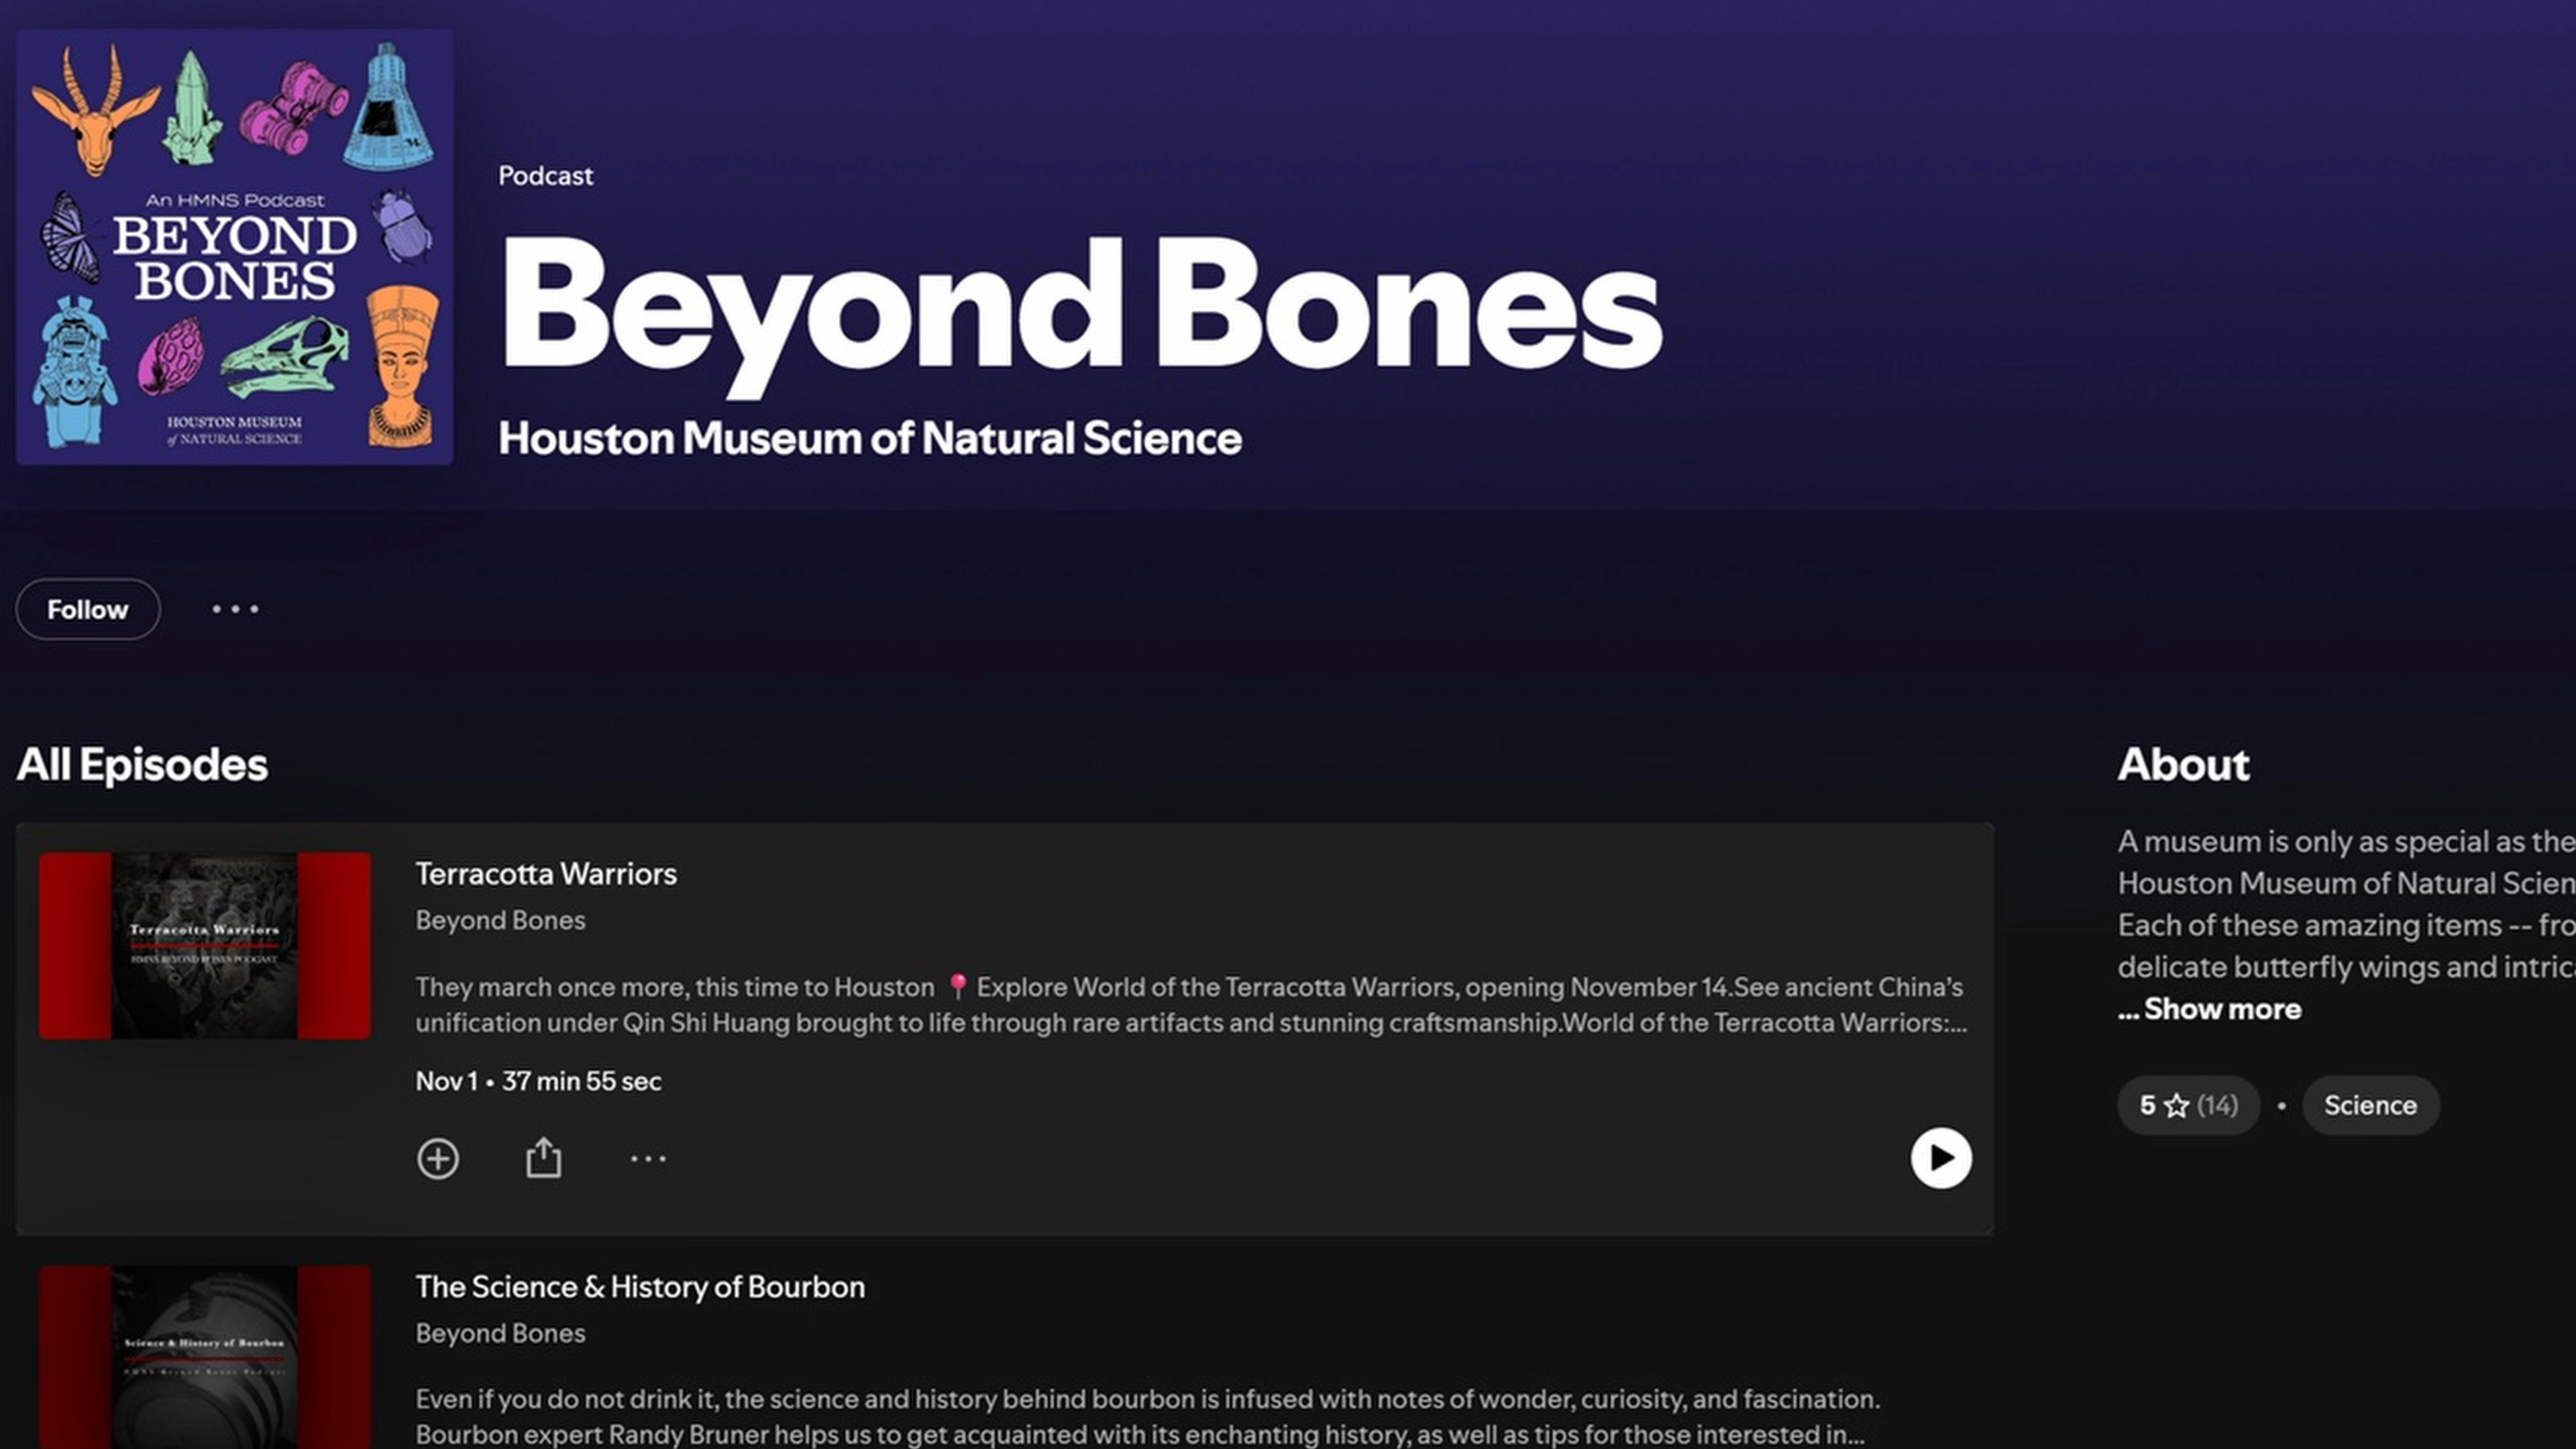 An HMNS Podcast
BEYOND
BONES
HOUSTON MUSEUM
of NATURAL SCIENCE
Podcast
Beyond Bones
Houston Museum of Natural Science
Follow
All Episodes
Terracotta Warriors
HMNS BEYOND BONES PODCAST
Terracotta Warriors
Beyond Bones
They march once more, this time to Houston 📍 Explore World of the Terracotta Warriors, opening November 14.See ancient China’s
unification under Qin Shi Huang brought to life through rare artifacts and stunning craftsmanship.World of the Terracotta Warriors:...
Nov 1 • 37 min 55 sec
Science & History of Bourbon
HMNS Beyond Bones Podcast
The Science & History of Bourbon
Beyond Bones
Even if you do not drink it, the science and history behind bourbon is infused with notes of wonder, curiosity, and fascination.
Bourbon expert Randy Bruner helps us to get acquainted with its enchanting history, as well as tips for those interested in...
About
A museum is only as special as the
Houston Museum of Natural Scien
Each of these amazing items -- fro
delicate butterfly wings and intric
... Show more
5 ☆ (14) • Science